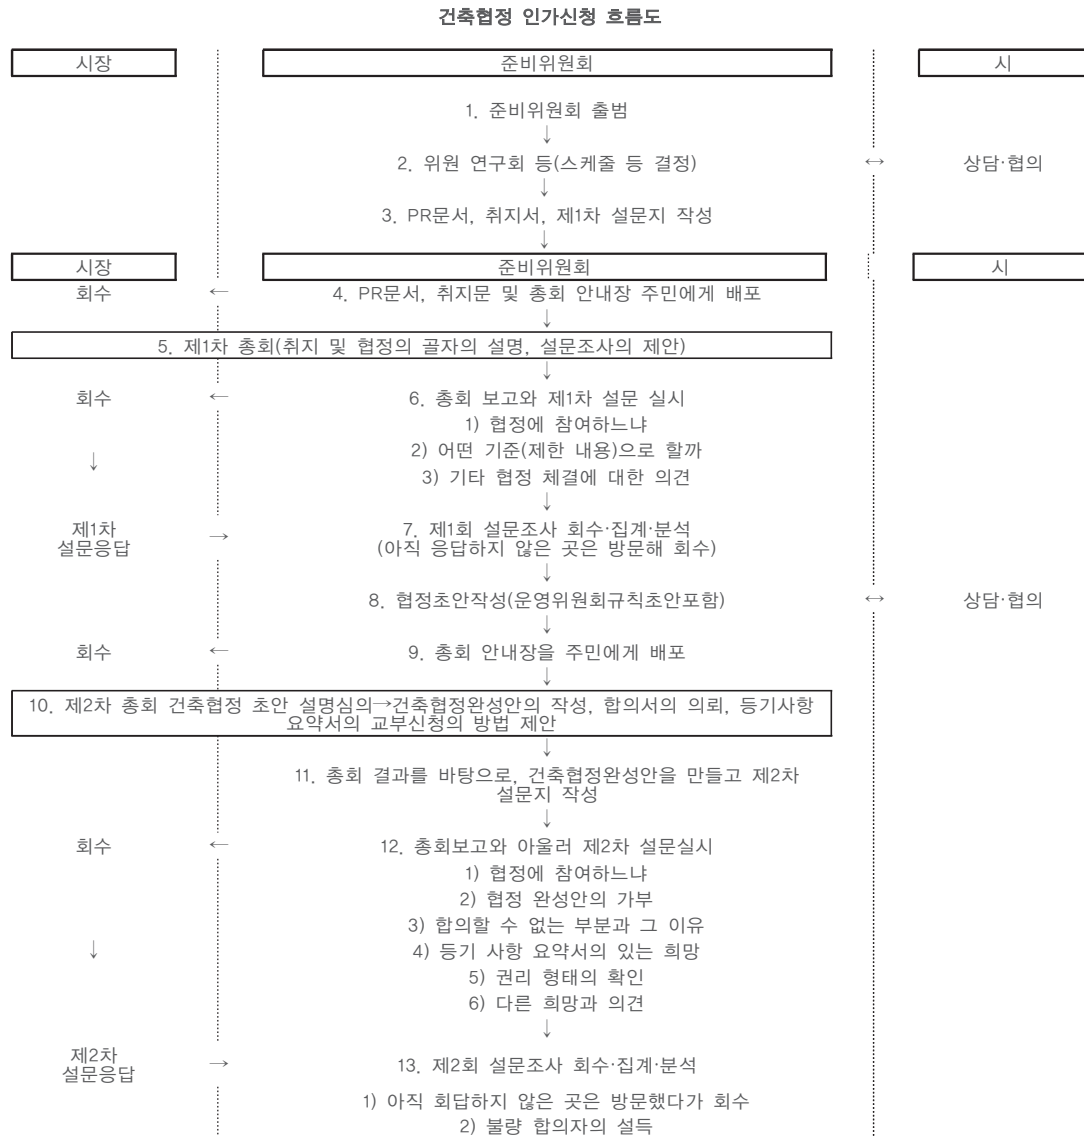 건축협정 인가신청 흐름도
시장 준비위원회 시
1. 준비위원회 출범
↓
2. 위원 연구회 등(스케줄 등 결정) ↔ 상담·협의
↓
3. PR문서, 취지서, 제1차 설문지 작성
↓
시장 준비위원회 시
회수 ← 4. PR문서, 취지문 및 총회 안내장 주민에게 배포
↓
5. 제1차 총회(취지 및 협정의 골자의 설명, 설문조사의 제안)
↓
회수 ← 6. 총회 보고와 제1차 설문 실시
1) 협정에 참여하느냐
2) 어떤 기준(제한 내용)으로 할까
↓
3) 기타 협정 체결에 대한 의견
↓
제1차
설문응답 → 7. 제1회 설문조사 회수·집계·분석
(아직 응답하지 않은 곳은 방문해 회수)
↓
8. 협정초안작성(운영위원회규칙초안포함) ↔ 상담·협의
↓
회수 ← 9. 총회 안내장을 주민에게 배포
↓
10. 제2차 총회 건축협정 초안 설명심의→건축협정완성안의 작성, 합의서의 의뢰, 등기사항
요약서의 교부신청의 방법 제안
↓
11. 총회 결과를 바탕으로, 건축협정완성안을 만들고 제2차
설문지 작성
↓
회수 ← 12. 총회보고와 아울러 제2차 설문실시
1) 협정에 참여하느냐
2) 협정 완성안의 가부
3) 합의할 수 없는 부분과 그 이유
↓ 4) 등기 사항 요약서의 있는 희망
5) 권리 형태의 확인
6) 다른 희망과 의견
↓
제2차
설문응답 → 13. 제2회 설문조사 회수·집계·분석
1) 아직 회답하지 않은 곳은 방문했다가 회수
2) 불량 합의자의 설득